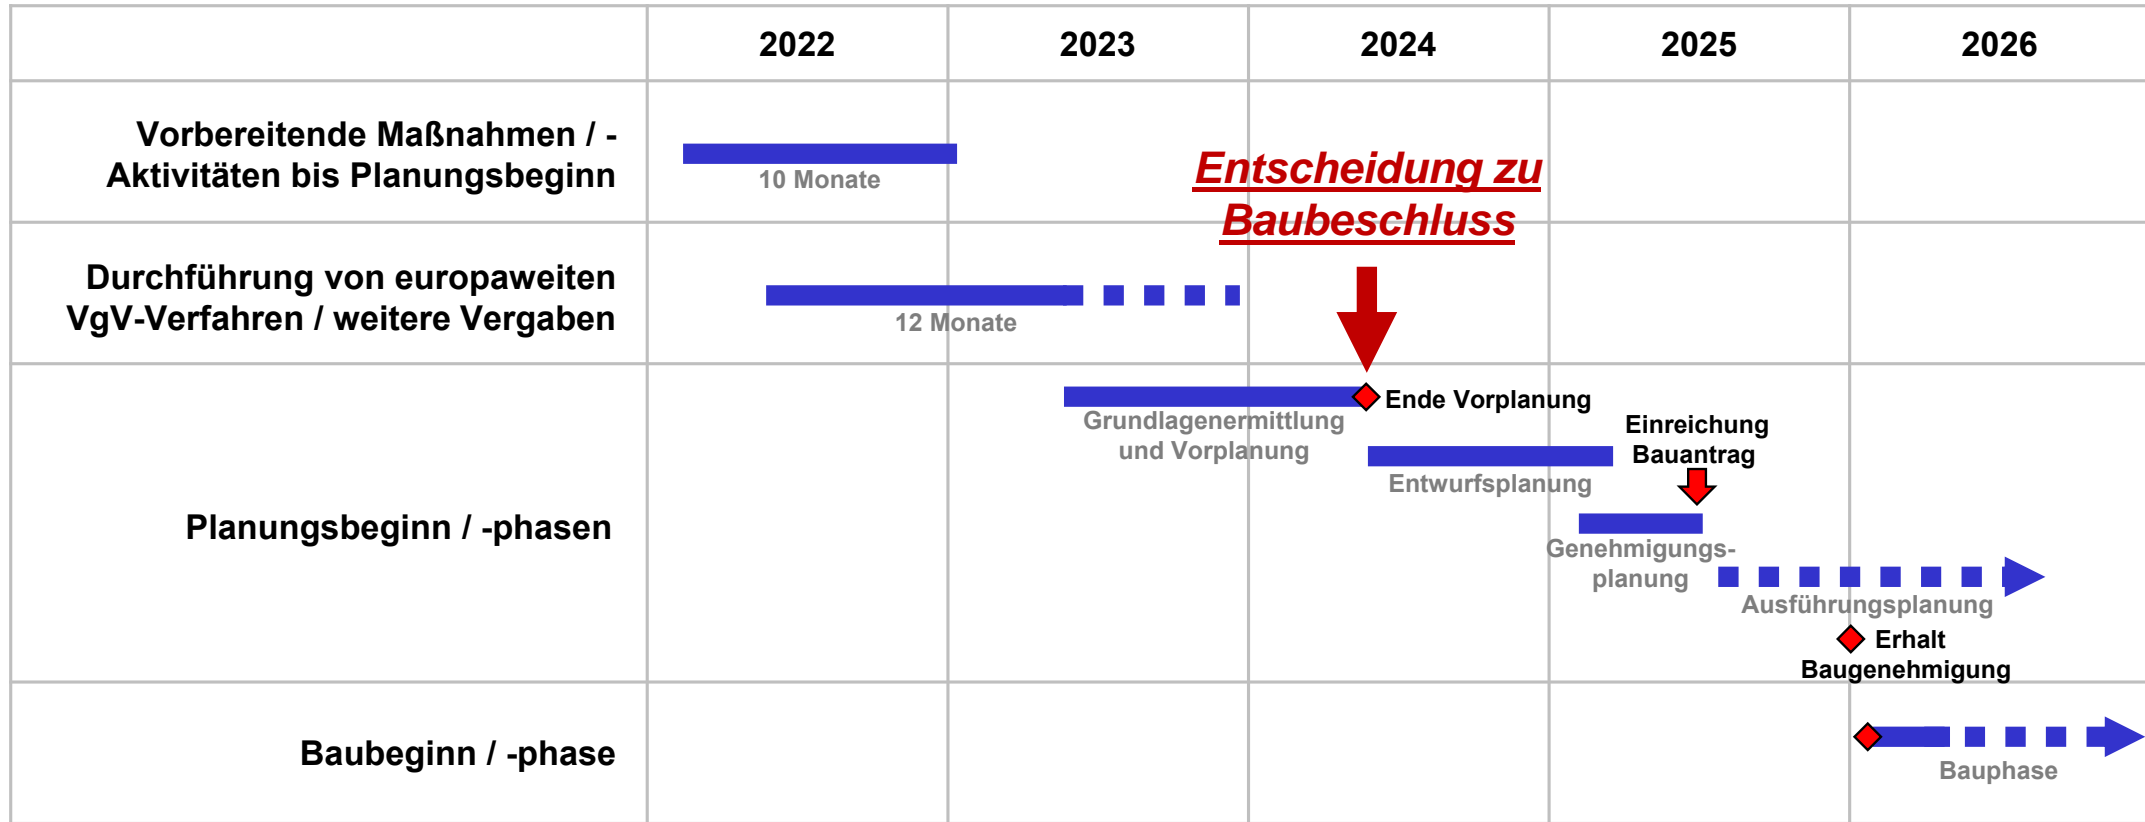 2022
2023
2024
2025
2026
Vorbereitende Maßnahmen / -
Aktivitäten bis Planungsbeginn
10 Monate
Entscheidung zu
Baubeschluss
Durchführung von europaweiten
VgV-Verfahren / weitere Vergaben
12 Monate
Planungsbeginn / -phasen
Ende Vorplanung
Grundlagenermittlung
und Vorplanung
Einreichung
Bauantrag
Entwurfsplanung
Genehmigungs-
planung
Ausführungsplanung
Erhalt
Baugenehmigung
Baubeginn / -phase
Bauphase